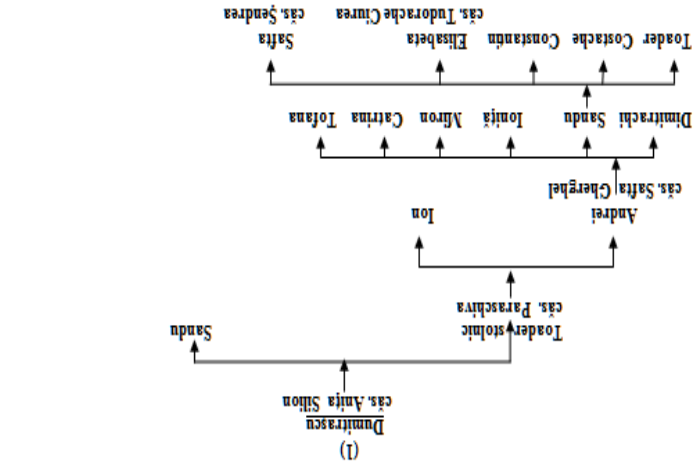 (1)
Dumitrașcu
căs. Anița Silion
Toader stolnic Sandu
căs. Paraschiva
Andrei Ion
căs. Safta Gherghel
Dimitrachi Sandu Ioniță Miron Catrina Tofana
Toader Costache Constantin Elisabeta Safta
căs. Tudorache Ciurea căs. Șendrea